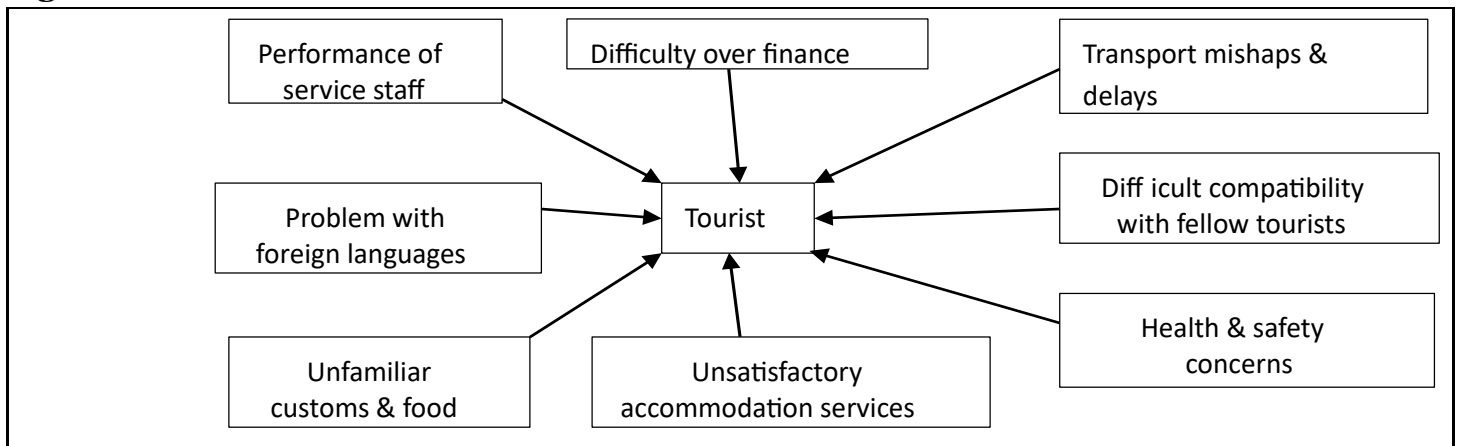 Performance of
service staff
Difficulty over finance
Transport mishaps &
delays
Problem with
foreign languages
Tourist
Diff icult compatibility
with fellow tourists
Unfamiliar
customs & food
Unsatisfactory
accommodation services
Health & safety
concerns